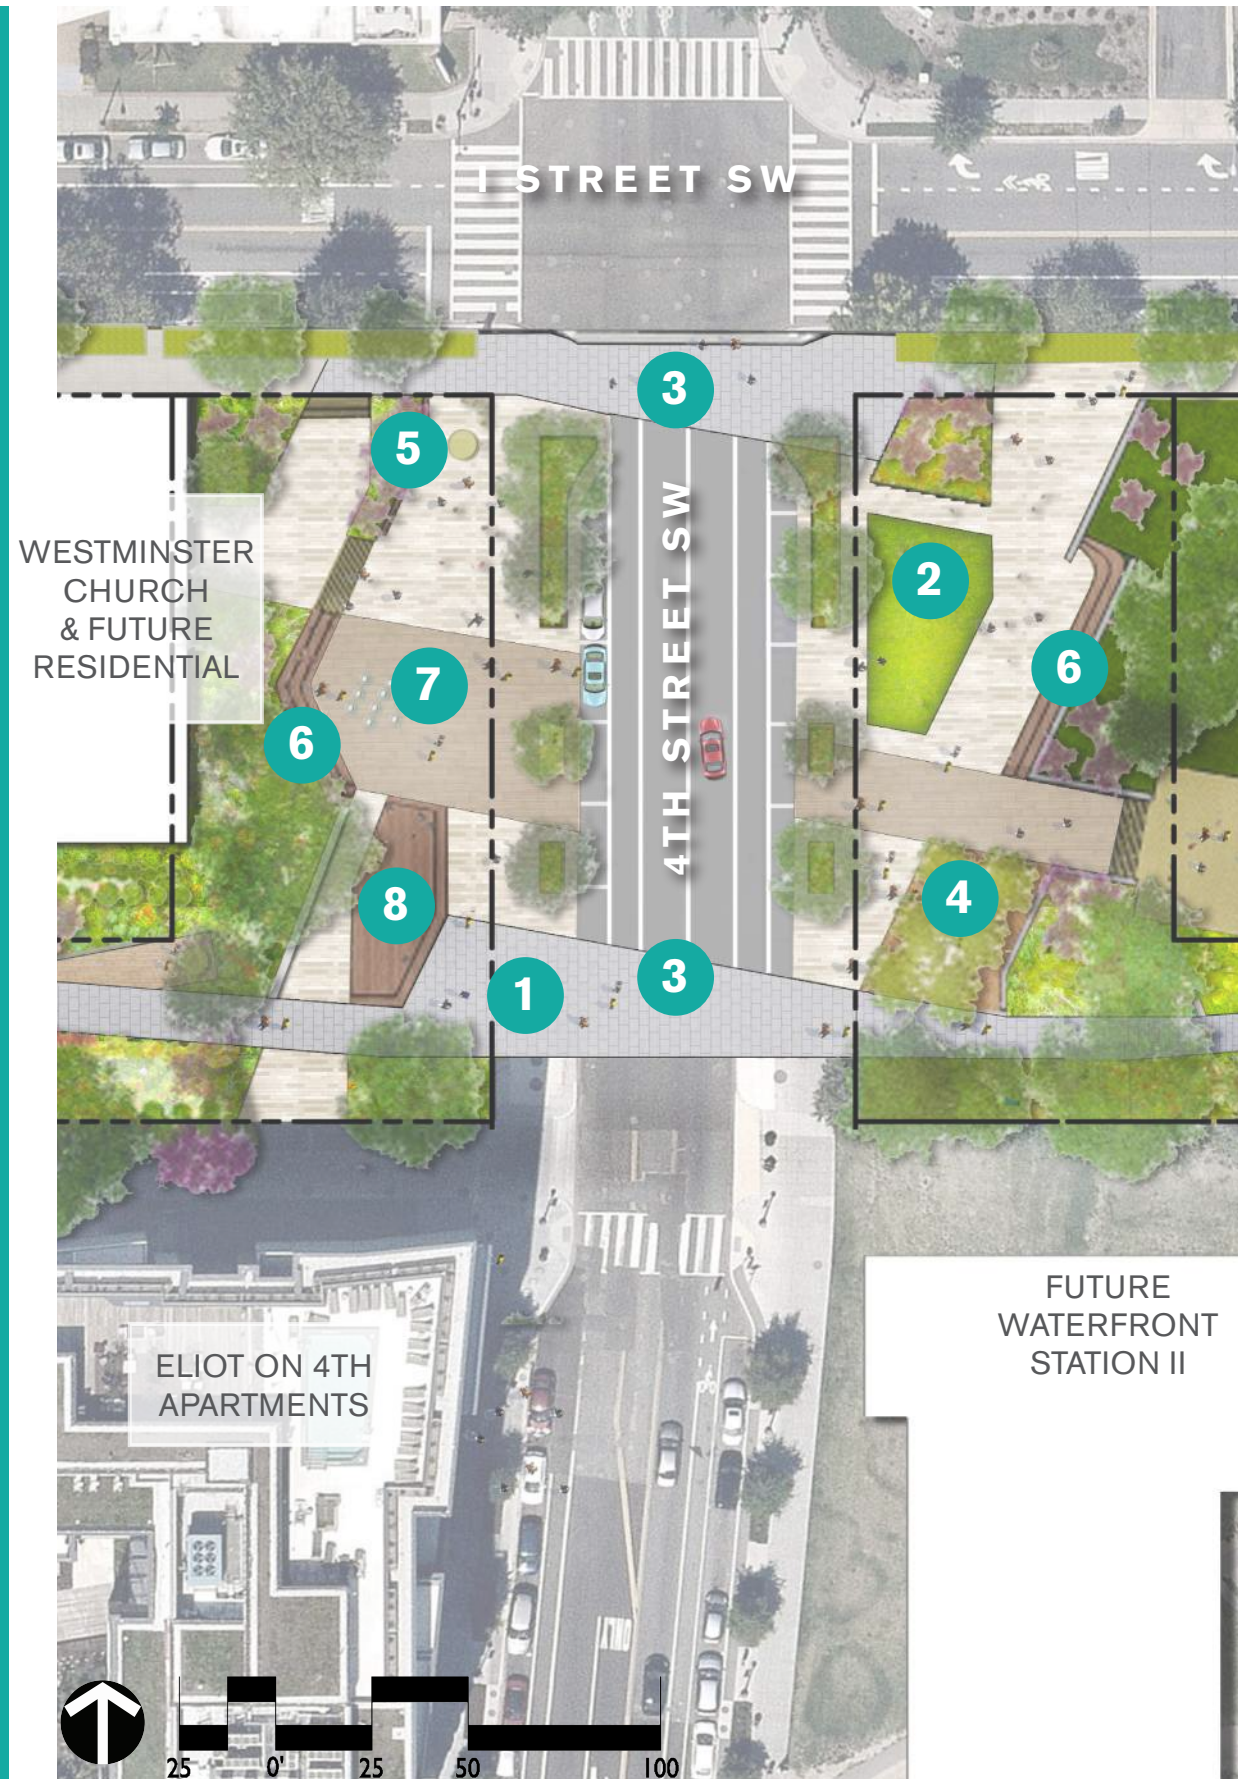 I STREET SW
3
5
4TH STREET SW
2
WESTMINSTER
CHURCH
& FUTURE
RESIDENTIAL
7
6
6
8
4
1
3
FUTURE
WATERFRONT
STATION II
ELIOT ON 4TH
APARTMENTS
25 0' 25 50 100